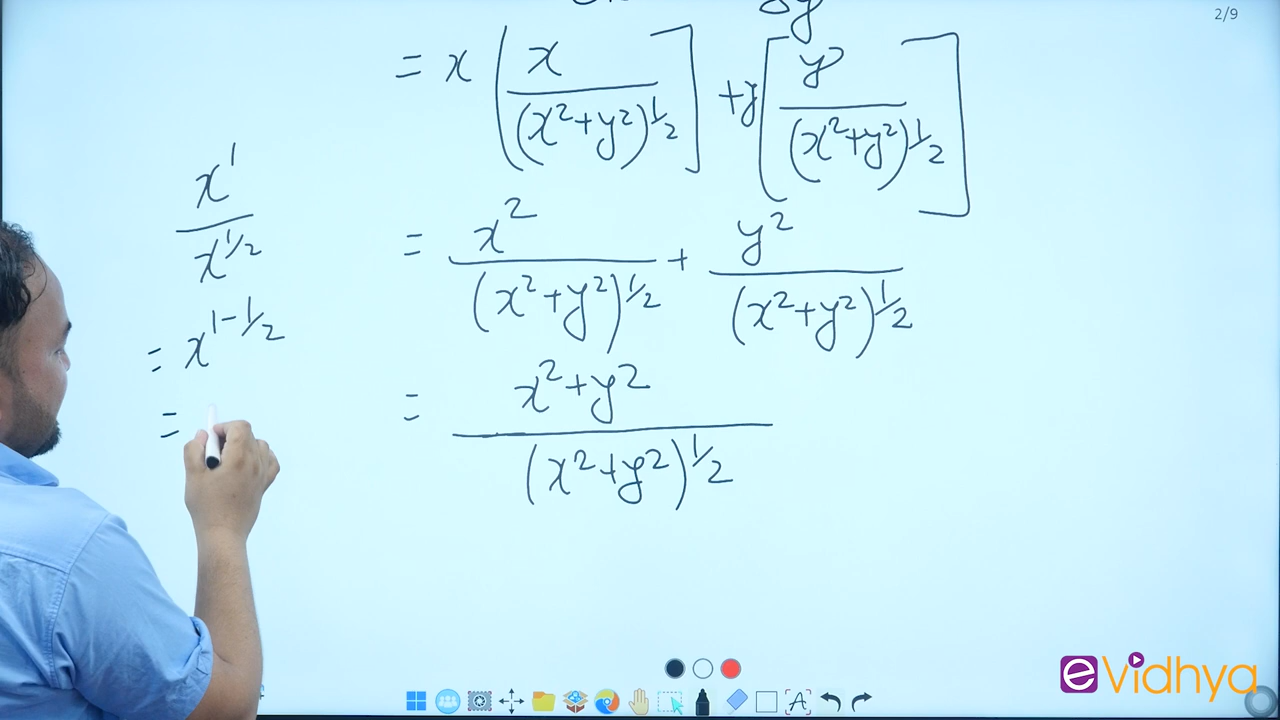 2/9
= x [x/(x²+y²)^1/2] + y[y/(x²+y²)^1/2]
x^1/x^1/2
= x²/(x²+y²)^1/2 + y²/(x²+y²)^1/2
= x^1-1/2
= x²+y²/(x²+y²)^1/2
=
eVidhya